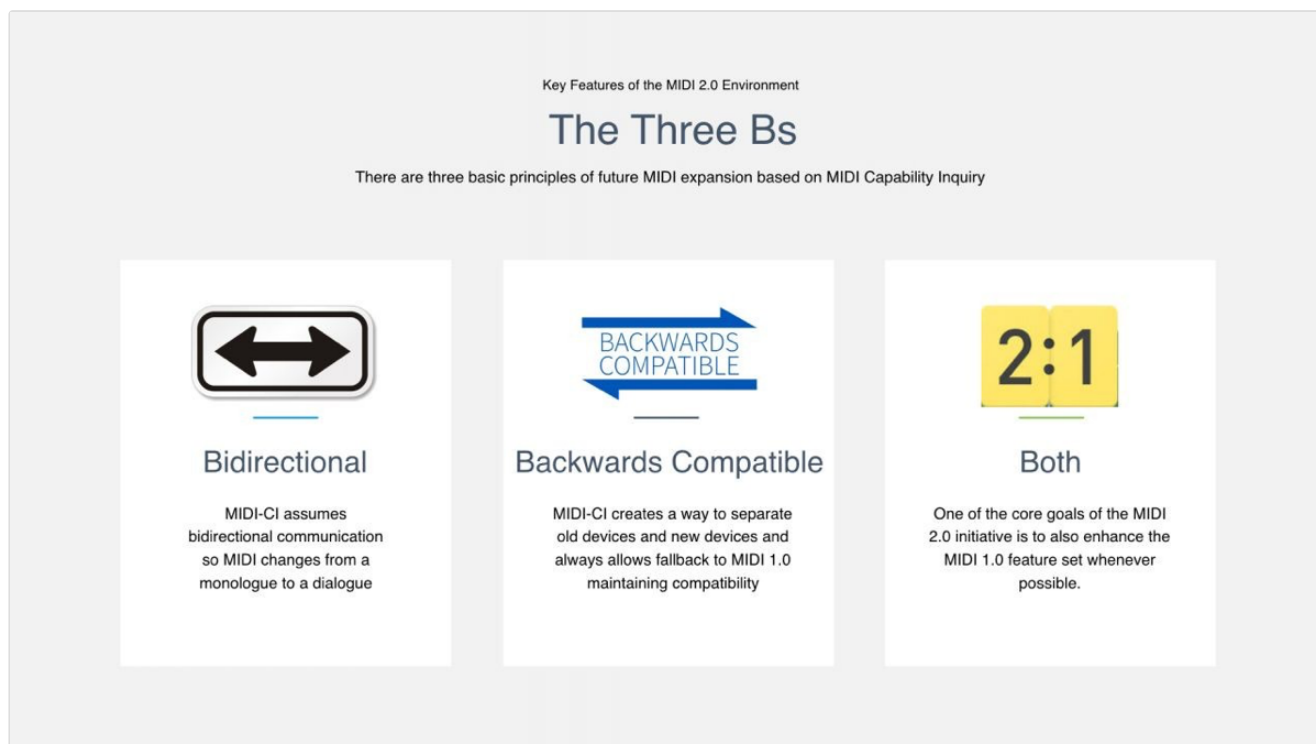 Key Features of the MIDI 2.0 Environment
The Three Bs
There are three basic principles of future MIDI expansion based on MIDI Capability Inquiry
Bidirectional
MIDI-CI assumes
bidirectional communication
so MIDI changes from a
monologue to a dialogue
BACKWARDS
COMPATIBLE
Backwards Compatible
MIDI-CI creates a way to separate
old devices and new devices and
always allows fallback to MIDI 1.0
maintaining compatibility
2:1
Both
One of the core goals of the MIDI
2.0 initiative is to also enhance the
MIDI 1.0 feature set whenever
possible.